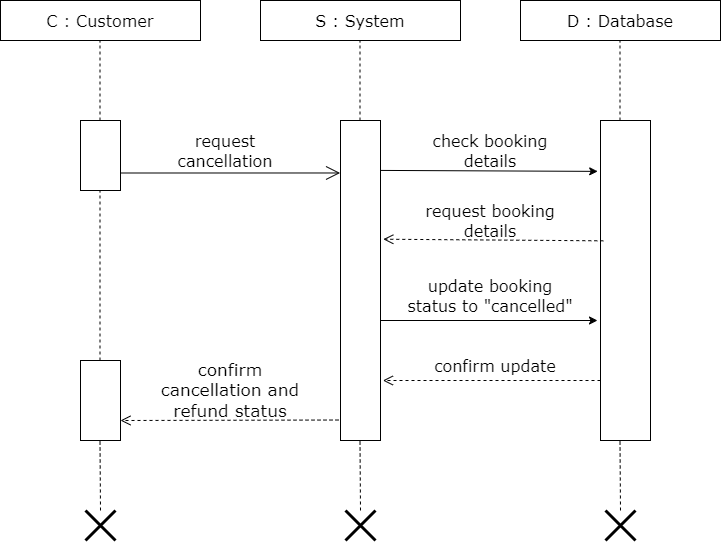 C : Customer
S : System
D : Database
request
cancellation
check booking
details
request booking
details
update booking
status to "cancelled"
confirm update
confirm
cancellation and
refund status